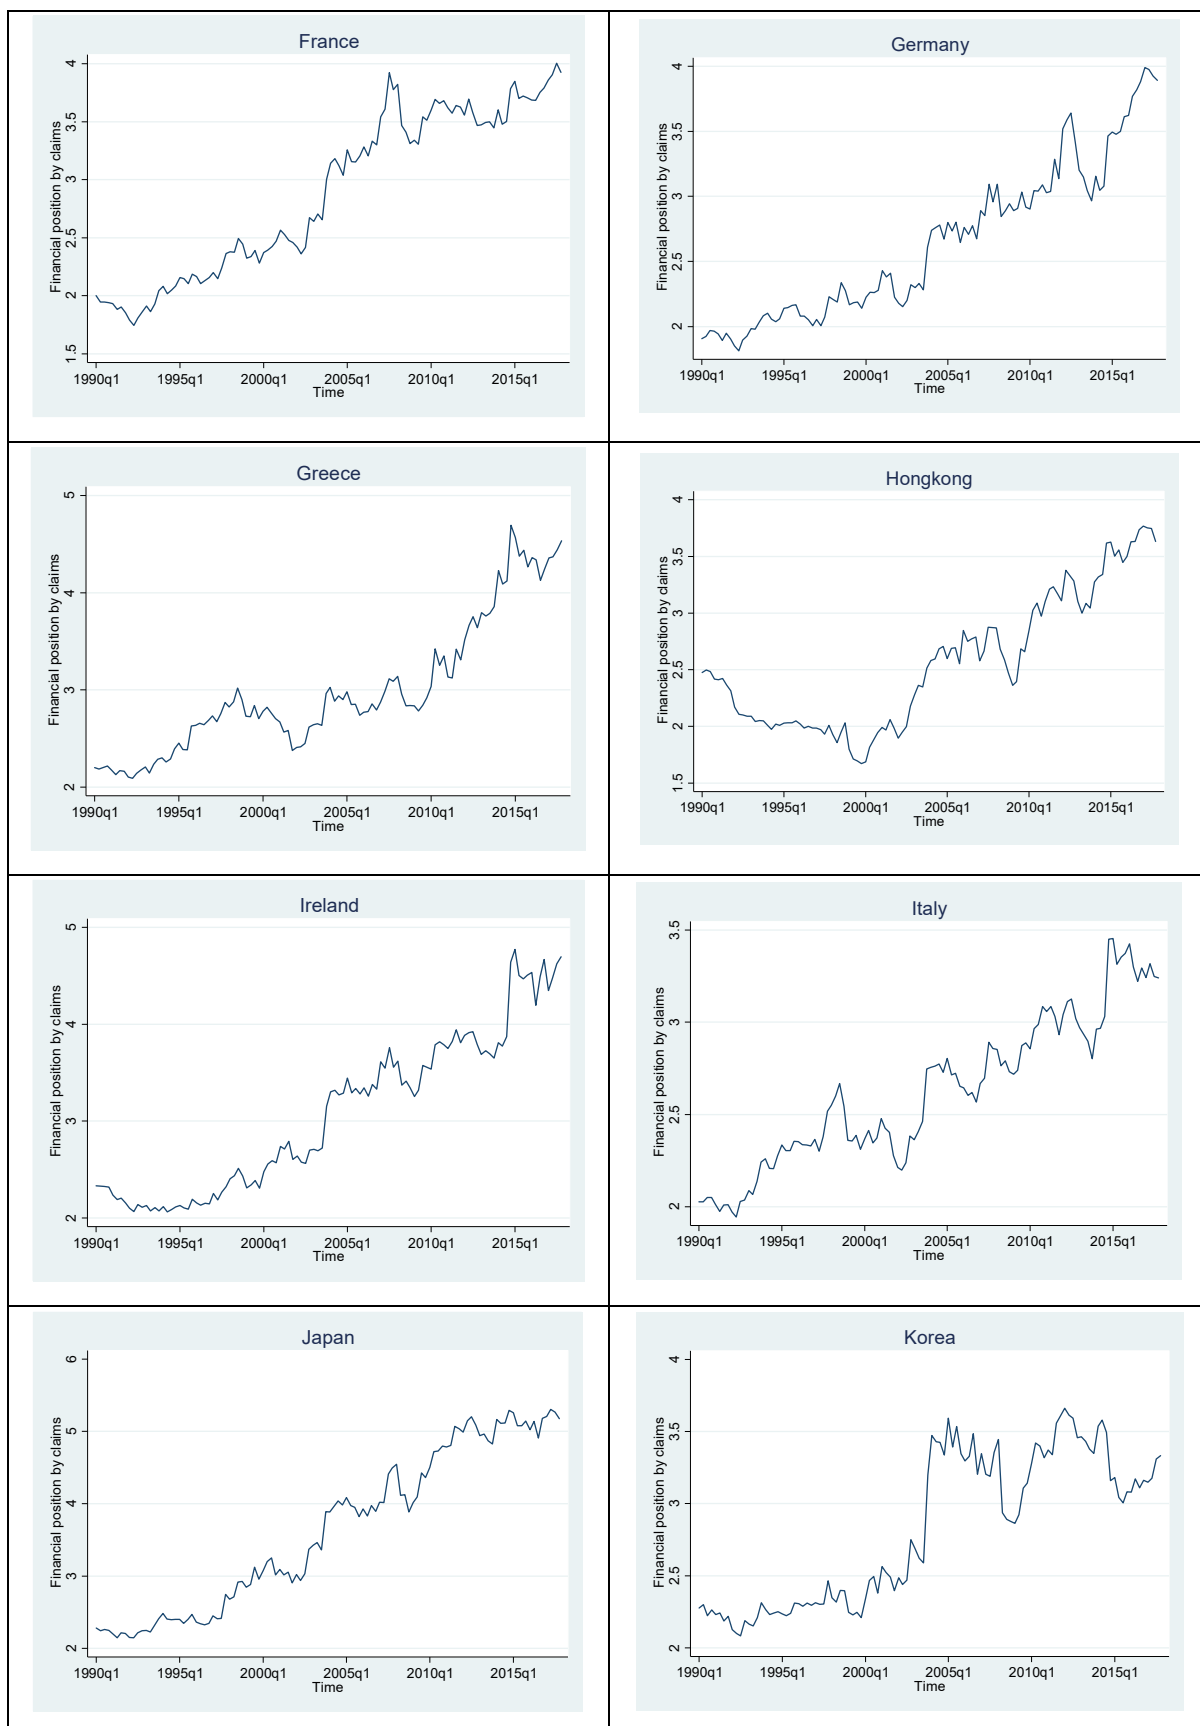 France
Financial position by claims
4
3.5
3
2.5
2
1.5
1990q1 1995q1 2000q1 2005q1 2010q1 2015q1
Time
Germany
Financial position by claims
4
3.5
3
2.5
2
1990q1 1995q1 2000q1 2005q1 2010q1 2015q1
Time
Greece
Financial position by claims
5
4
3
2
1990q1 1995q1 2000q1 2005q1 2010q1 2015q1
Time
Hongkong
Financial position by claims
4
3.5
3
2.5
2
1.5
1990q1 1995q1 2000q1 2005q1 2010q1 2015q1
Time
Ireland
Financial position by claims
5
4
3
2
1990q1 1995q1 2000q1 2005q1 2010q1 2015q1
Time
Italy
Financial position by claims
3.5
3
2.5
2
1990q1 1995q1 2000q1 2005q1 2010q1 2015q1
Time
Japan
Financial position by claims
6
5
4
3
2
1990q1 1995q1 2000q1 2005q1 2010q1 2015q1
Time
Korea
Financial position by claims
4
3.5
3
2.5
2
1990q1 1995q1 2000q1 2005q1 2010q1 2015q1
Time